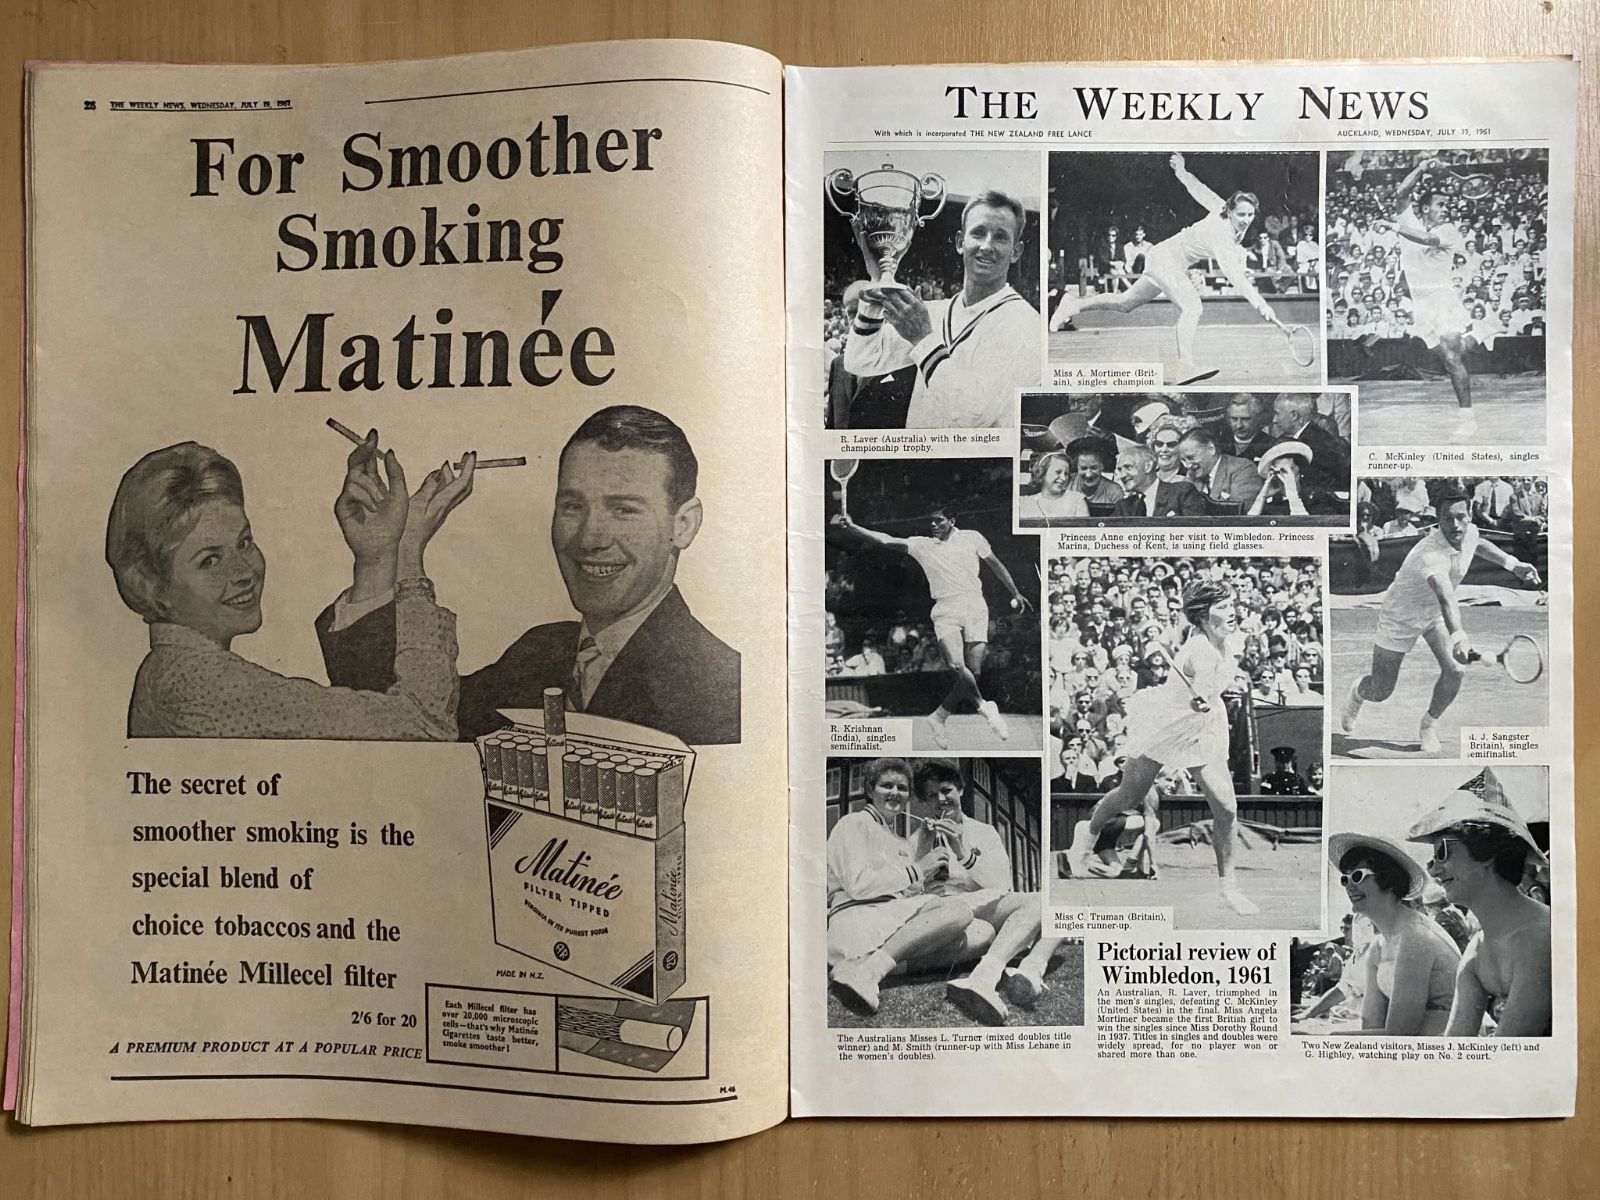 28 THE WEEKLY NEWS, WEDNESDAY, JULY 19, 1961
For Smoother
Smoking
Matinée
The secret of
smoother smoking is the
special blend of
choice tobaccos and the
Matinée Millecel filter
2'6 for 20
A PREMIUM PRODUCT AT A POPULAR PRICE
Matinée
FILTER TIPPED
VIRGINIA IN ITS PUREST FORM
Matinée
MADE IN N.Z.
Each Millecel filter has
over 20,000 microscopic
cells—that's why Matinée
Cigarettes taste better,
smoke smoother!
M.46
THE WEEKLY NEWS
With which is incorporated THE NEW ZEALAND FREE LANCE
AUCKLAND, WEDNESDAY, JULY 19, 1961
R. Laver (Australia) with the singles
championship trophy.
Miss A. Mortimer (Brit-
ain), singles champion.
C. McKinley (United States), singles
runner-up.
Princess Anne enjoying her visit to Wimbledon. Princess
Marina, Duchess of Kent, is using field glasses.
R. Krishnan
(India), singles
semifinalist.
J. Sangster
Britain), singles
emifinalist.
Miss C. Truman (Britain),
singles runner-up.
The Australians Misses L. Turner (mixed doubles title
winner) and M. Smith (runner-up with Miss Lehane in
the women's doubles).
Pictorial review of
Wimbledon, 1961
An Australian, R. Laver, triumphed in
the men's singles, defeating C. McKinley
(United States) in the final. Miss Angela
Mortimer became the first British girl to
win the singles since Miss Dorothy Round
in 1937. Titles in singles and doubles were
widely spread, for no player won or
shared more than one.
Two New Zealand visitors, Misses J. McKinley (left) and
G. Highley, watching play on No. 2 court.